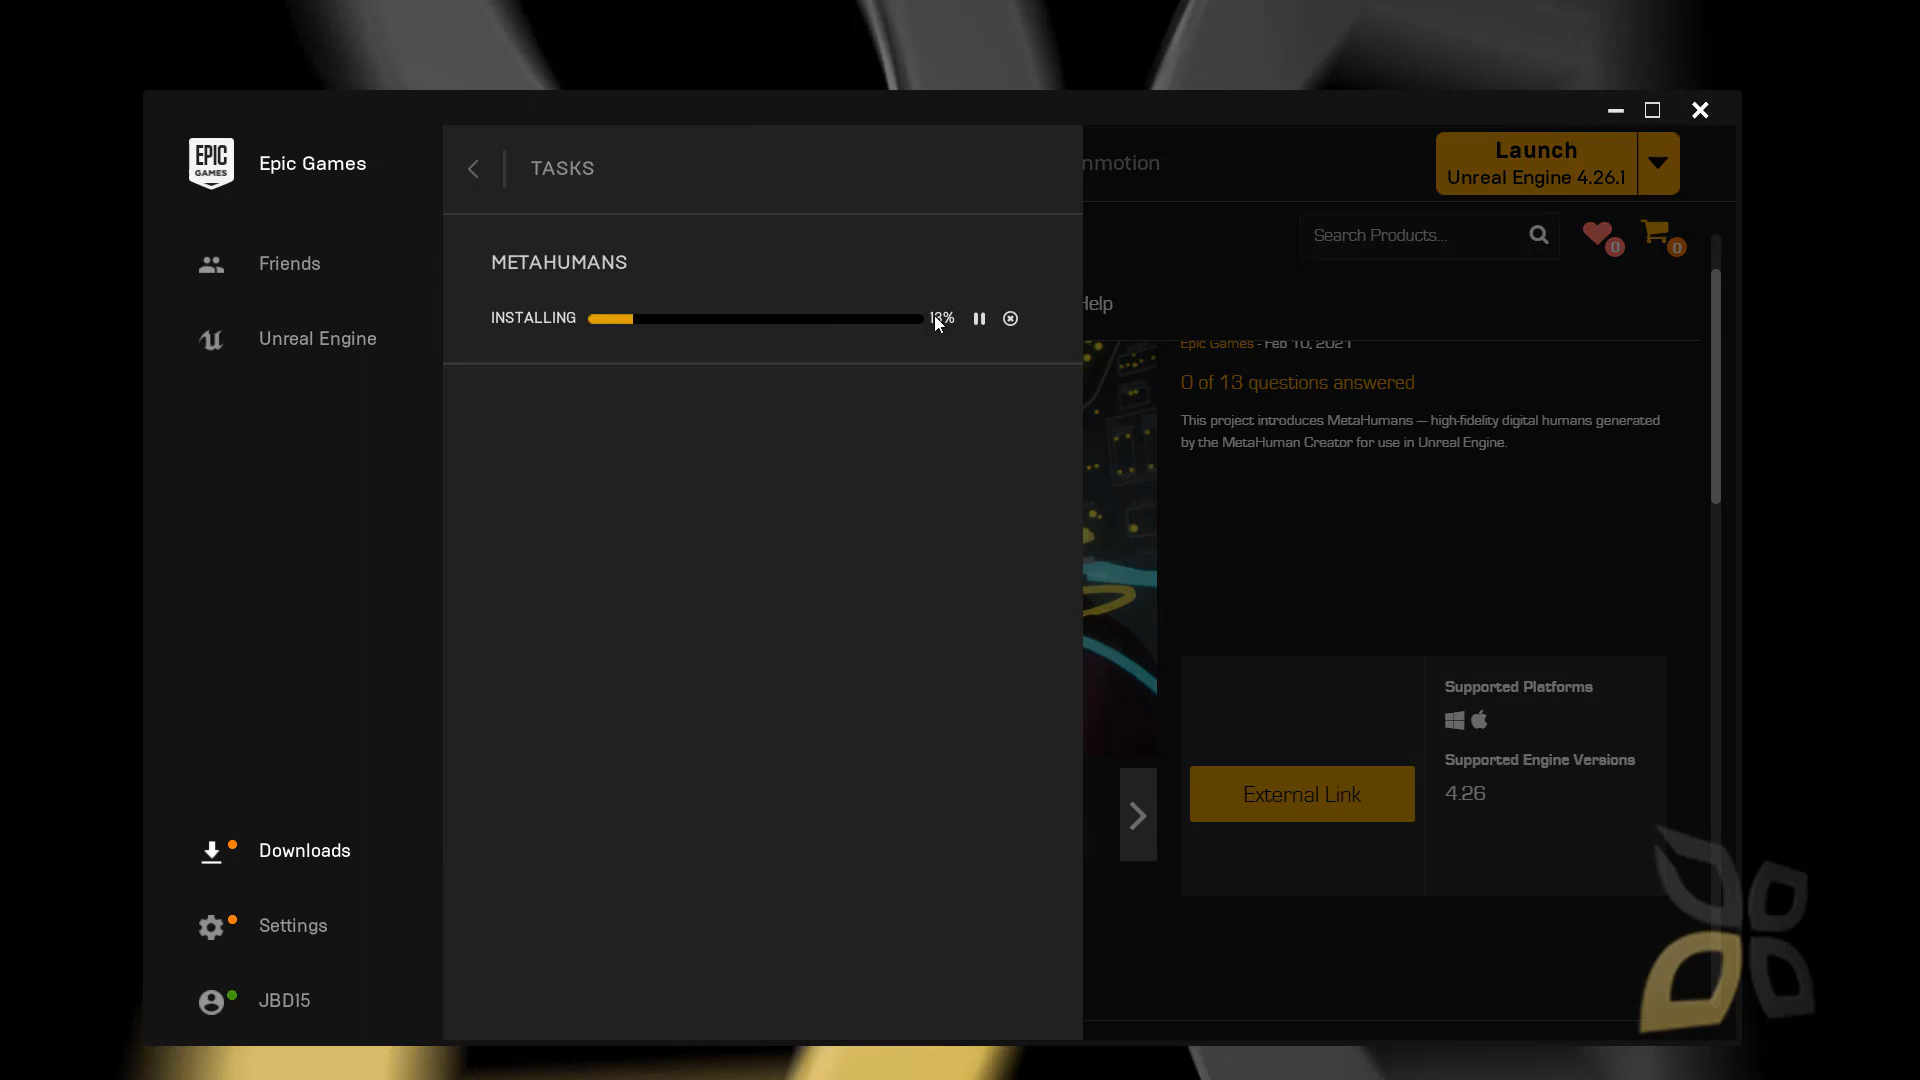 EPIC
GAMES
Epic Games
Friends
Unreal Engine
Downloads
Settings
JBD15
TASKS
METAHUMANS
INSTALLING 13%
nmotion
Launch
Unreal Engine 4.26.1
Search Products...
0
0
Help
Epic Games - Feb 10, 2021
0 of 13 questions answered
This project introduces MetaHumans — high-fidelity digital humans generated
by the MetaHuman Creator for use in Unreal Engine.
External Link
Supported Platforms
Supported Engine Versions
4.26